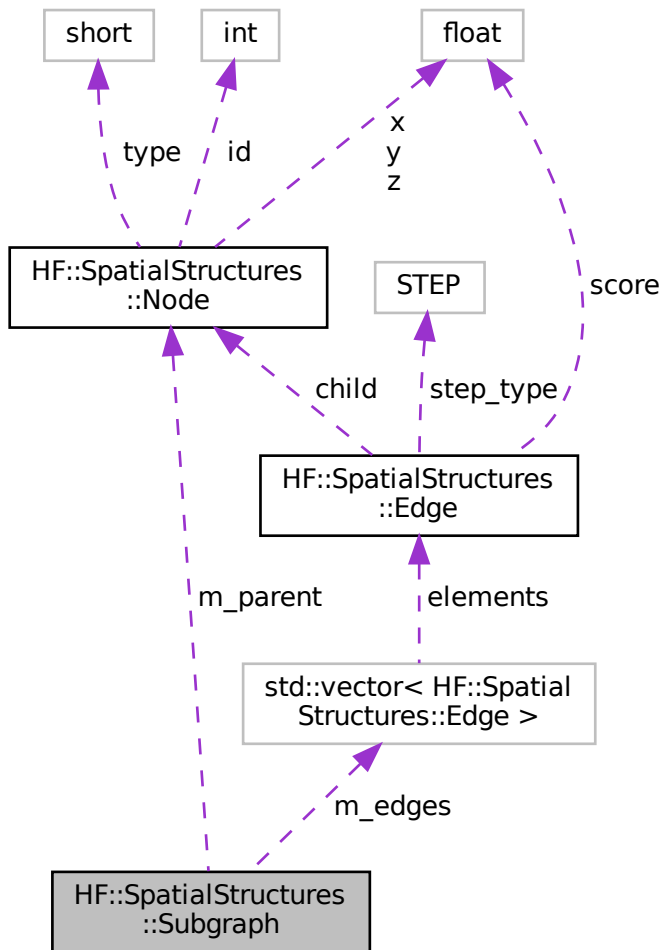 short
int
float
type
id
x
y
z
HF::SpatialStructures
::Node
STEP
score
child
step_type
HF::SpatialStructures
::Edge
m_parent
elements
std::vector< HF::Spatial
Structures::Edge >
m_edges
HF::SpatialStructures
::Subgraph